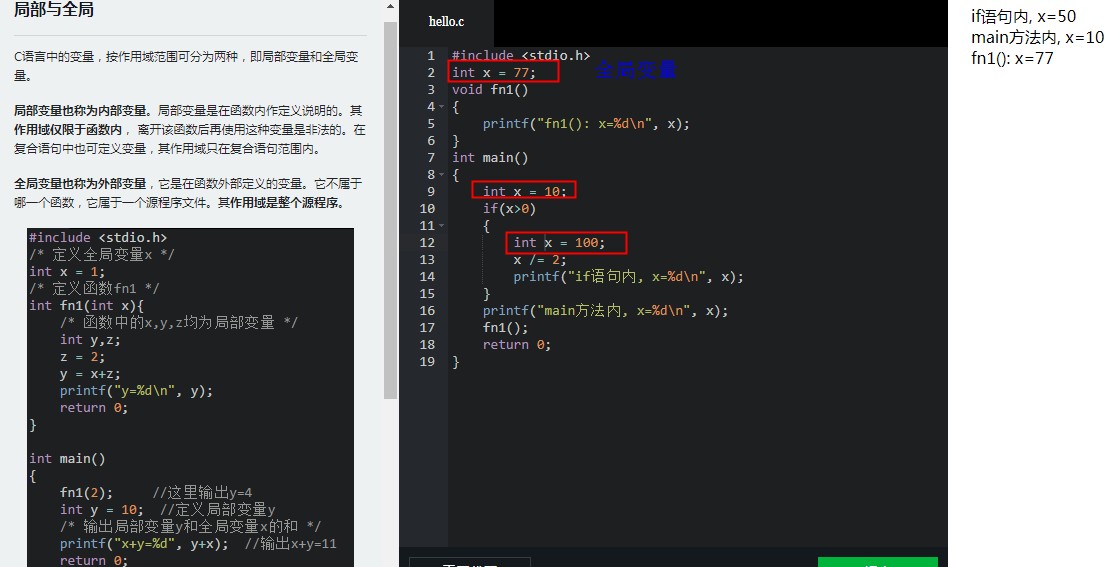 局部与全局
C语言中的变量，按作用域范围可分为两种，即局部变量和全局变
量。
局部变量也称为内部变量。局部变量是在函数内作定义说明的。其
作用域仅限于函数内， 离开该函数后再使用这种变量是非法的。在
复合语句中也可定义变量，其作用域只在复合语句范围内。
全局变量也称为外部变量，它是在函数外部定义的变量。它不属于
哪一个函数，它属于一个源程序文件。其作用域是整个源程序。
#include <stdio.h>
/* 定义全局变量x */
int x = 1;
/* 定义函数fn1 */
int fn1(int x){
/* 函数中的x,y,z均为局部变量 */
int y,z;
z = 2;
y = x+z;
printf("y=%d\n", y);
return 0;
}
int main()
{
fn1(2); //这里输出y=4
int y = 10; //定义局部变量y
/* 输出局部变量y和全局变量x的和 */
printf("x+y=%d", y+x); //输出x+y=11
return 0;
hello.c
1 #include <stdio.h>
2 int x = 77; 全局变量
3 void fn1()
4 {
5 printf("fn1(): x=%d\n", x);
6 }
7 int main()
8 {
9 int x = 10;
10 if(x>0)
11 {
12 int x = 100;
13 x /= 2;
14 printf("if语句内, x=%d\n", x);
15 }
16 printf("main方法内, x=%d\n", x);
17 fn1();
18 return 0;
19 }
if语句内, x=50
main方法内, x=10
fn1(): x=77